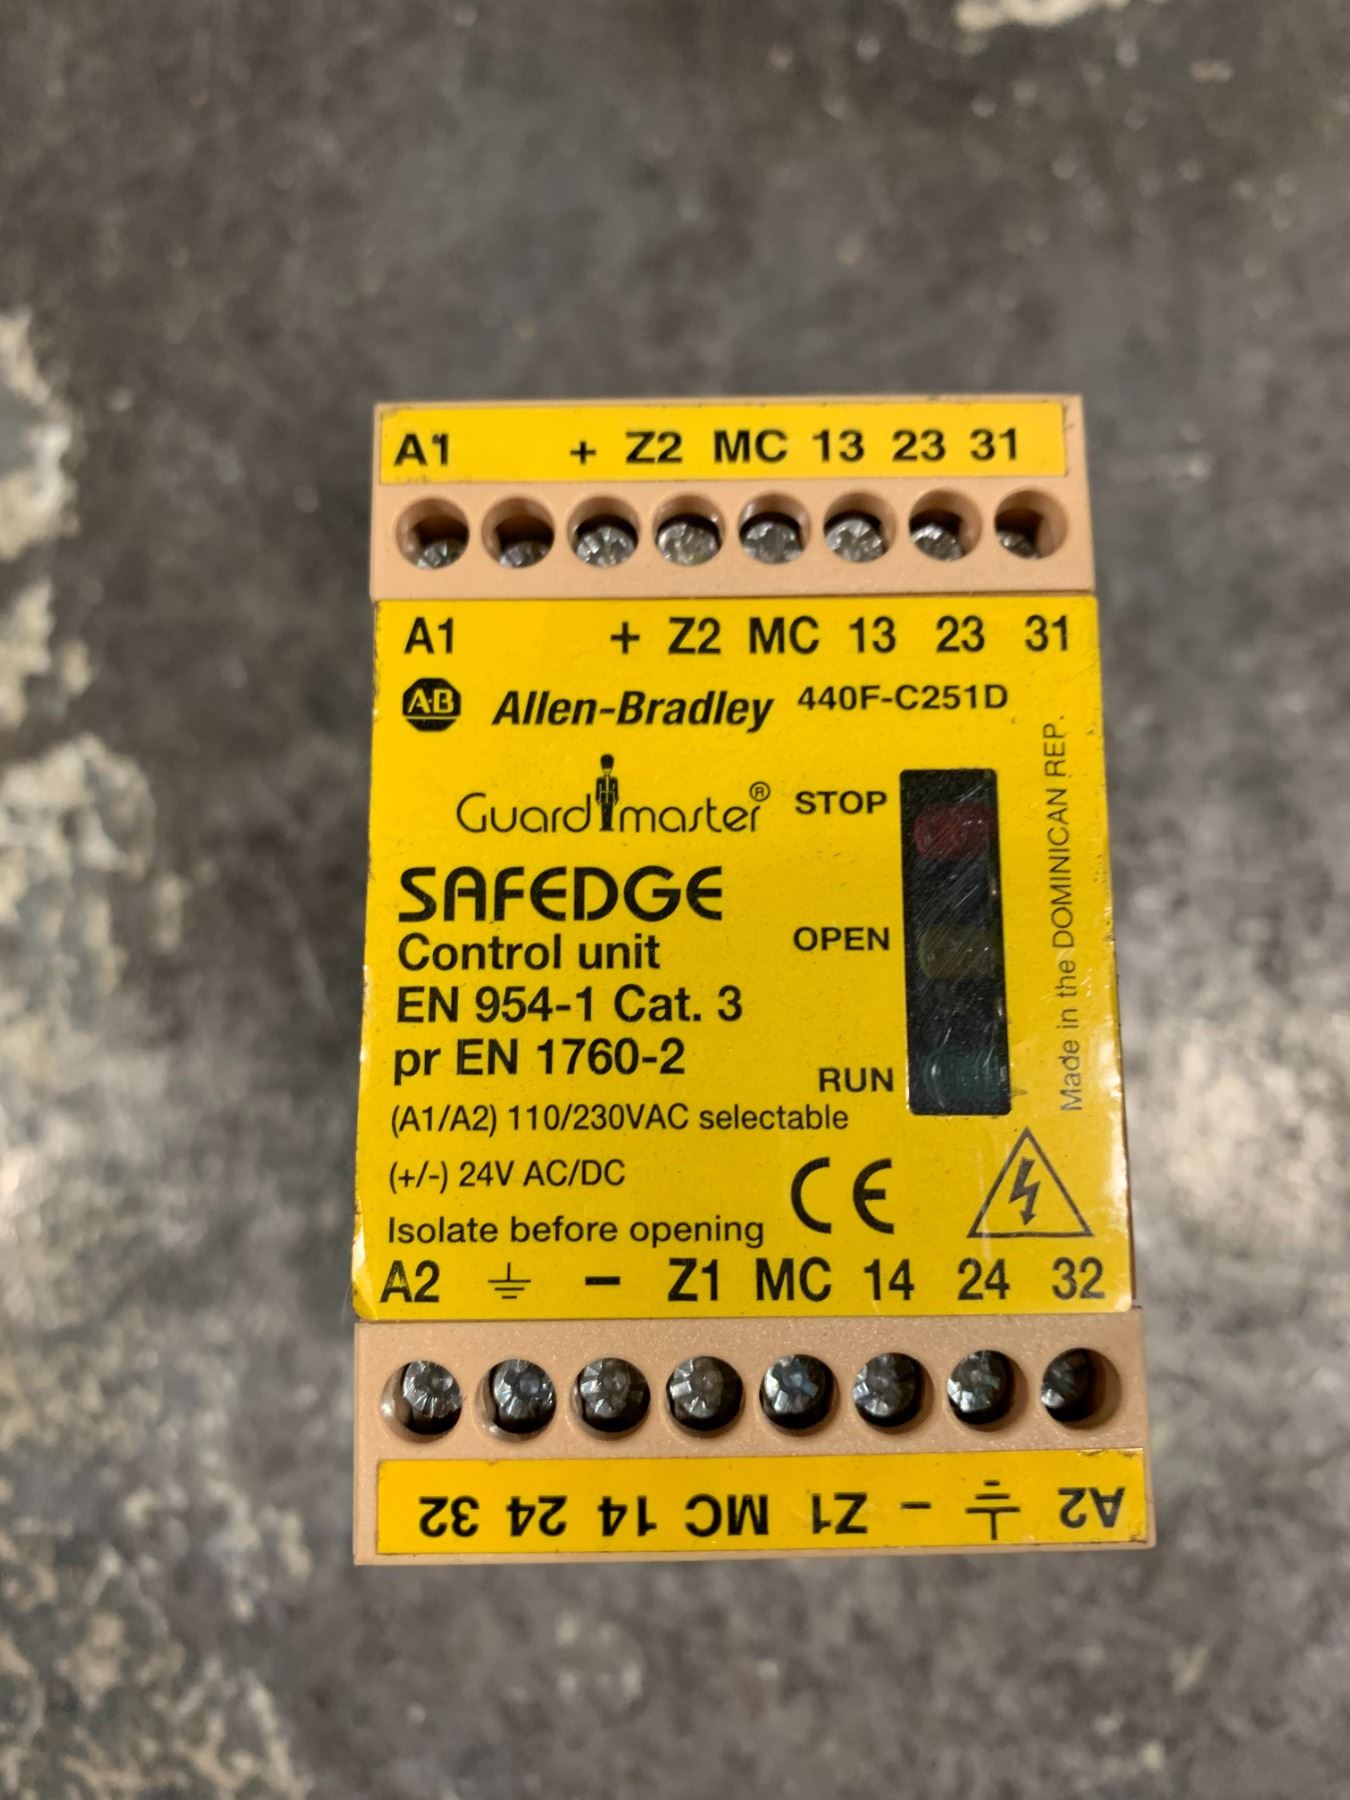 A1 + Z2 MC 13 23 31
A1 + Z2 MC 13 23 31
A·B Allen-Bradley 440F-C251D
Guardmaster® STOP
SAFEDGE
Control unit OPEN
EN 954-1 Cat. 3
pr EN 1760-2 RUN
(A1/A2) 110/230VAC selectable
(+/-) 24V AC/DC
CE
Isolate before opening
Made in the DOMINICAN REP.
A2 ⏚ − Z1 MC 14 24 32
A2 ⏚ − Z1 MC 14 24 32